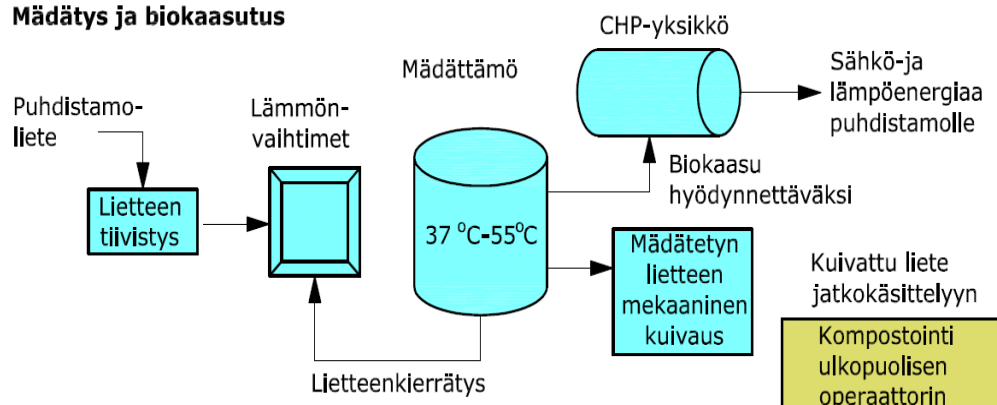 Mädätys ja biokaasutus
CHP-yksikkö
Mädättämö
Sähkö-ja
lämpöenergiaa
puhdistamolle
Puhdistamo-
liete
Lämmön-
vaihtimet
Biokaasu
hyödynnettäväksi
Lietteen
tiivistys
37 °C-55°C
Mädätetyn
lietteen
mekaaninen
kuivaus
Kuivattu liete
jatkokäsittelyyn
Kompostointi
ulkopuolisen
operaattorin
Lietteenkierrätys